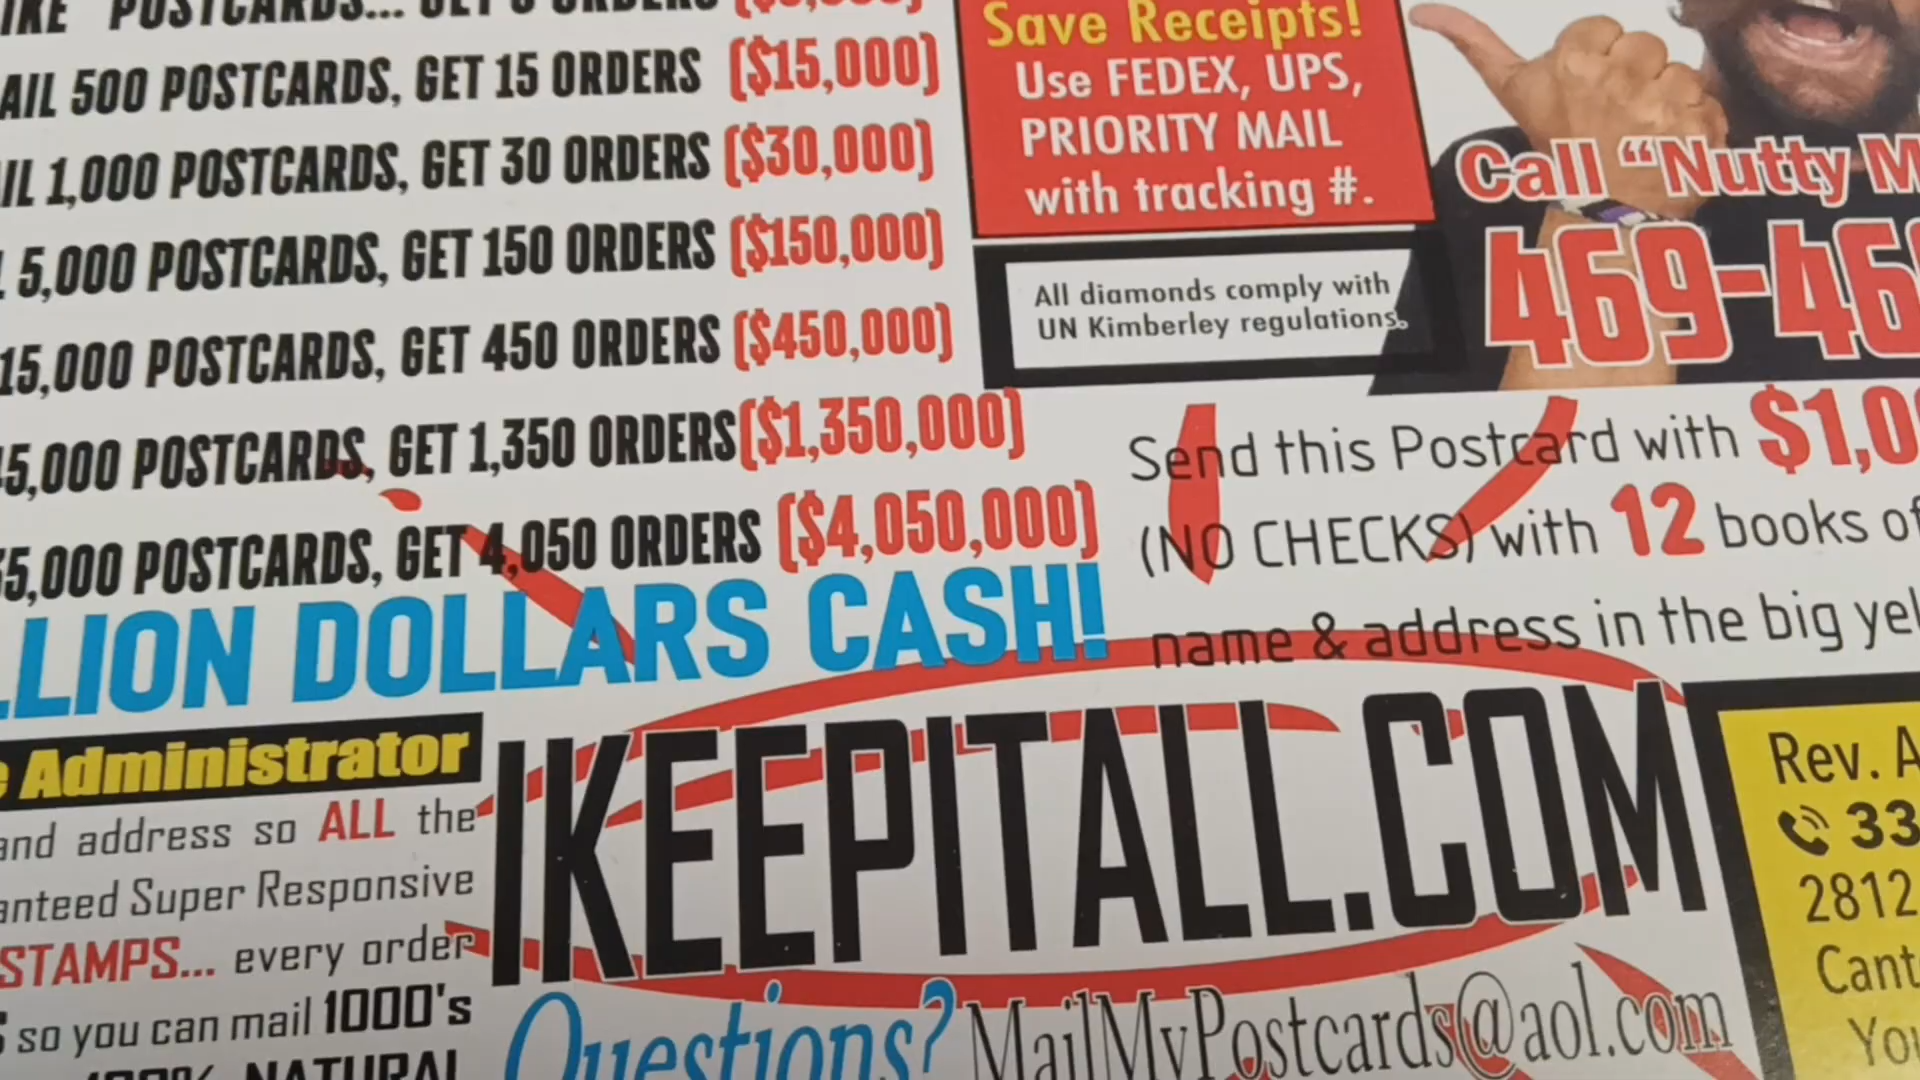 POSTCARDS... GET
AIL 500 POSTCARDS, GET 15 ORDERS ($15,000)
IL 1,000 POSTCARDS, GET 30 ORDERS ($30,000)
5,000 POSTCARDS, GET 150 ORDERS ($150,000)
15,000 POSTCARDS, GET 450 ORDERS ($450,000)
5,000 POSTCARDS, GET 1,350 ORDERS ($1,350,000)
5,000 POSTCARDS, GET 4,050 ORDERS ($4,050,000)
LLION DOLLARS CASH!
Save Receipts!
Use FEDEX, UPS,
PRIORITY MAIL
with tracking #.
All diamonds comply with
UN Kimberley regulations.
Call "Nutty M
469-46
Send this Postcard with $1,0
(NO CHECKS) with 12 books of
name & address in the big yel
Administrator
and address so ALL the
anteed Super Responsive
STAMPS... every order
so you can mail 1000's
100% NATURAL
IKEEPITALL.COM
Questions? MailMyPostcards@aol.com
Rev. A
33
2812
Cant
You